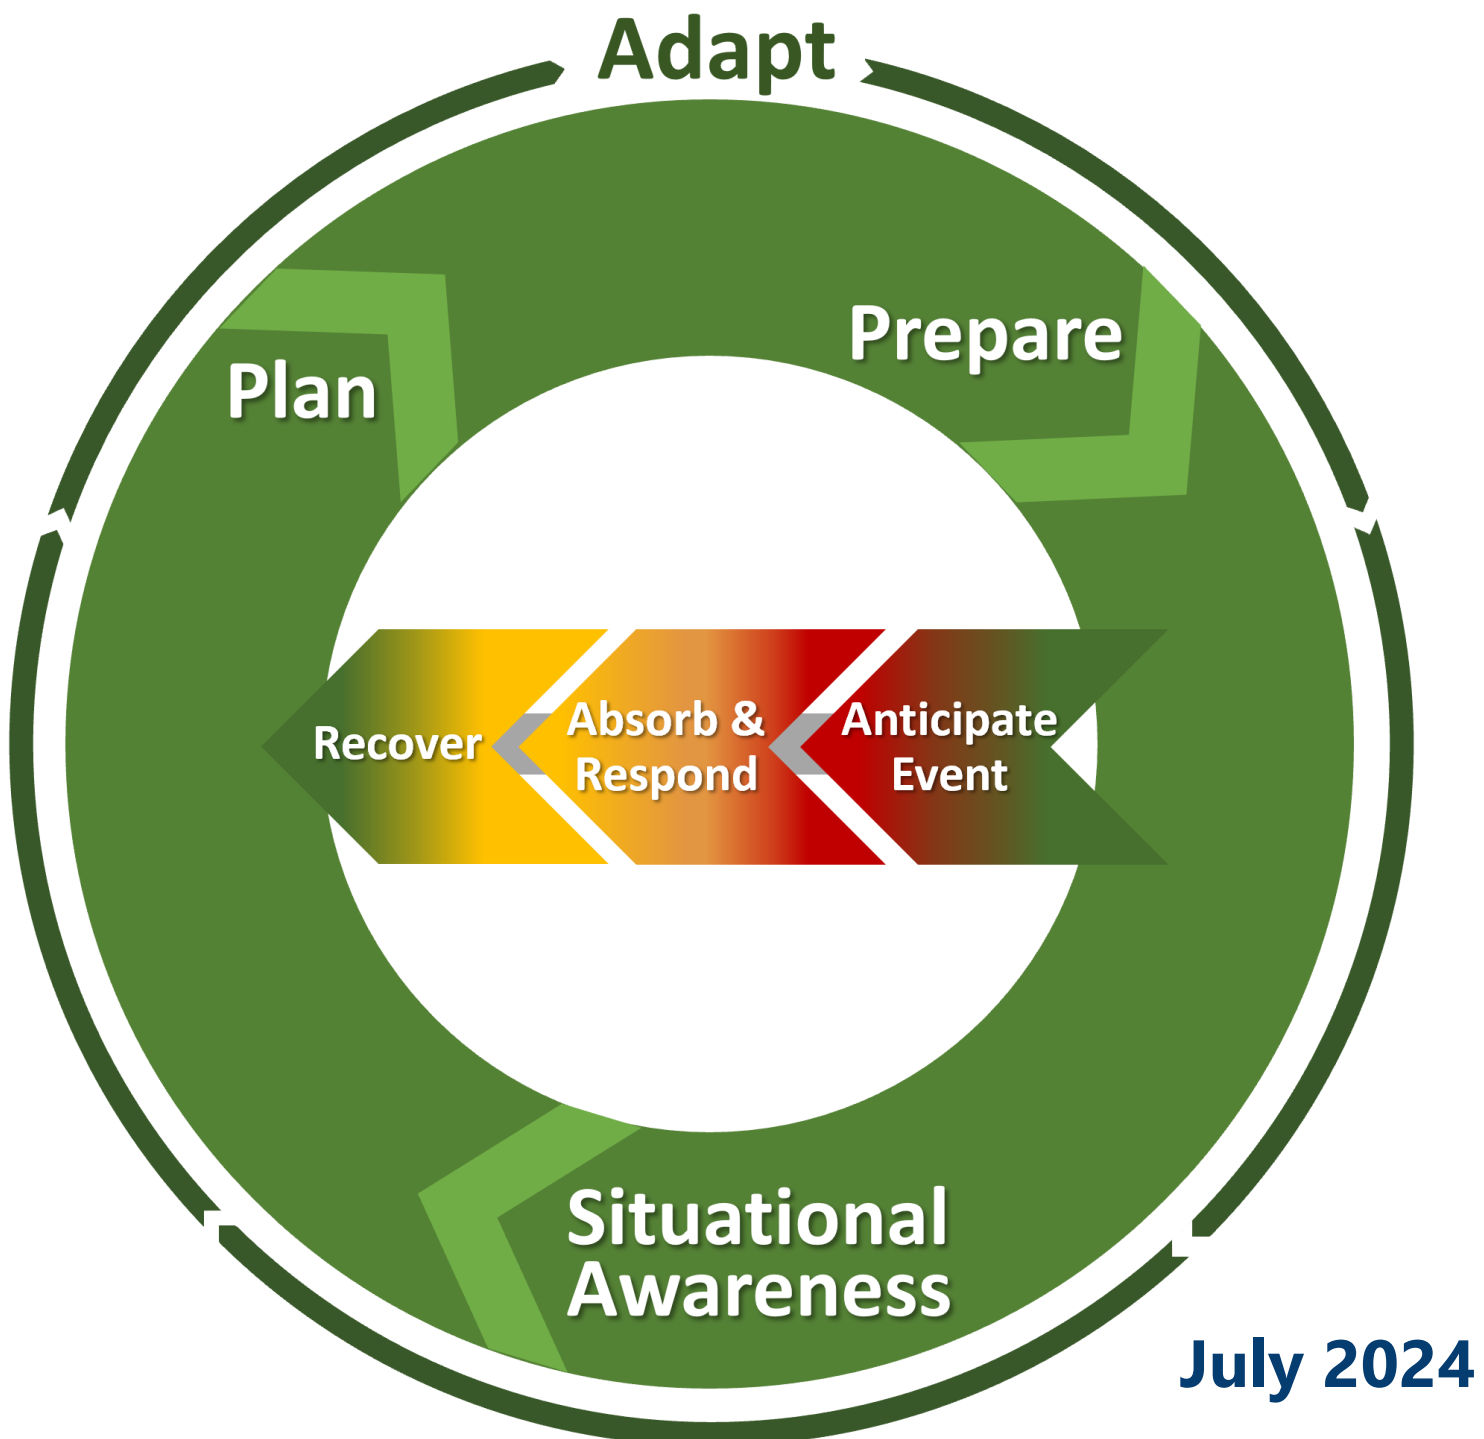 Adapt
Plan
Prepare
Recover
Absorb &
Respond
Anticipate
Event
Situational
Awareness
July 2024